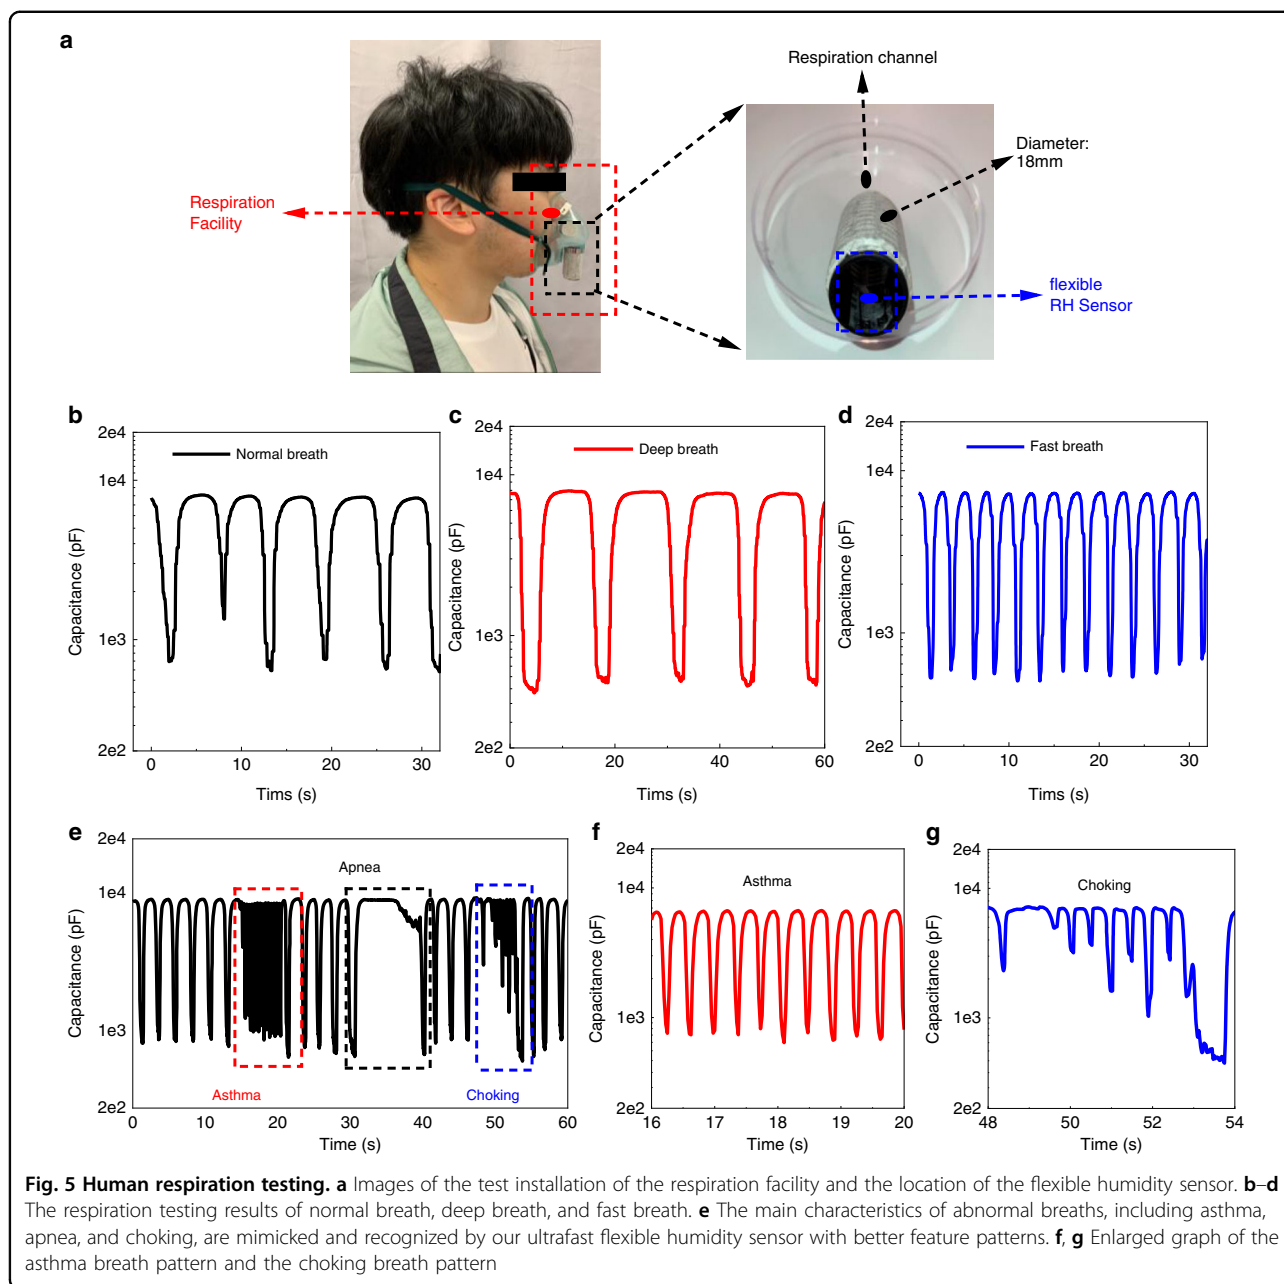 a
Respiration channel
Diameter:
18mm
Respiration
Facility
flexible
RH Sensor
b
2e4
Normal breath
1e4
Capacitance (pF)
1e3
2e2
0 10 20 30
Tims (s)
c
2e4
Deep breath
1e4
Capacitance (pF)
1e3
2e2
0 20 40 60
Tims (s)
d
2e4
Fast breath
1e4
Capacitance (pF)
1e3
2e2
0 10 20 30
Tims (s)
e
2e4
Apnea
1e4
Capacitance (pF)
1e3
Asthma
Choking
2e2
0 10 20 30 40 50 60
Time (s)
f
2e4
Asthma
1e4
Capacitance (pF)
1e3
2e2
16 17 18 19 20
Time (s)
g
2e4
Choking
1e4
Capacitance (pF)
1e3
2e2
48 50 52 54
Time (s)
Fig. 5 Human respiration testing. a Images of the test installation of the respiration facility and the location of the flexible humidity sensor. b–d
The respiration testing results of normal breath, deep breath, and fast breath. e The main characteristics of abnormal breaths, including asthma,
apnea, and choking, are mimicked and recognized by our ultrafast flexible humidity sensor with better feature patterns. f, g Enlarged graph of the
asthma breath pattern and the choking breath pattern